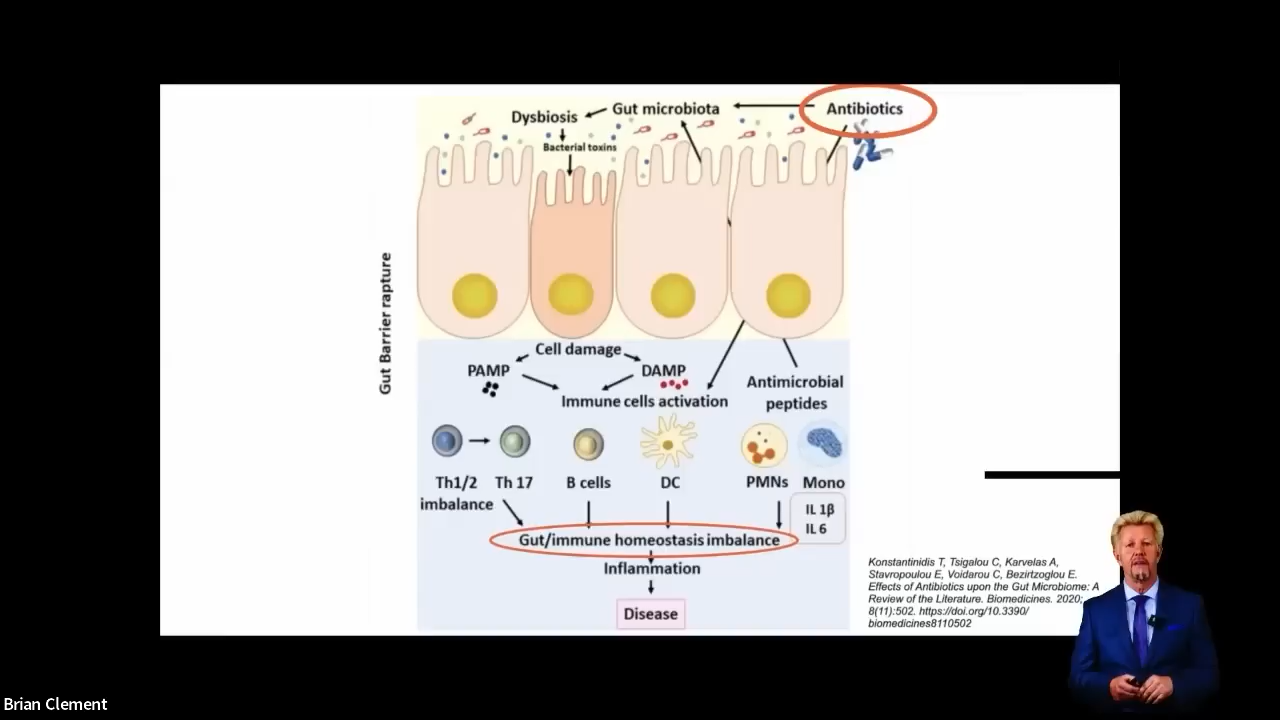 Antibiotics
Gut microbiota
Dysbiosis
Bacterial toxins
Gut Barrier rapture
Cell damage
PAMP
DAMP
Immune cells activation
Antimicrobial
peptides
Th1/2
imbalance
Th 17
B cells
DC
PMNs
Mono
IL 1β
IL 6
Gut/immune homeostasis imbalance
Inflammation
Disease
Konstantinidis T, Tsigalou C, Karvelas A,
Stavropoulou E, Voidarou C, Bezirtzoglou E.
Effects of Antibiotics upon the Gut Microbiome: A
Review of the Literature. Biomedicines. 2020;
8(11):502. https://doi.org/10.3390/
biomedicines8110502
Brian Clement